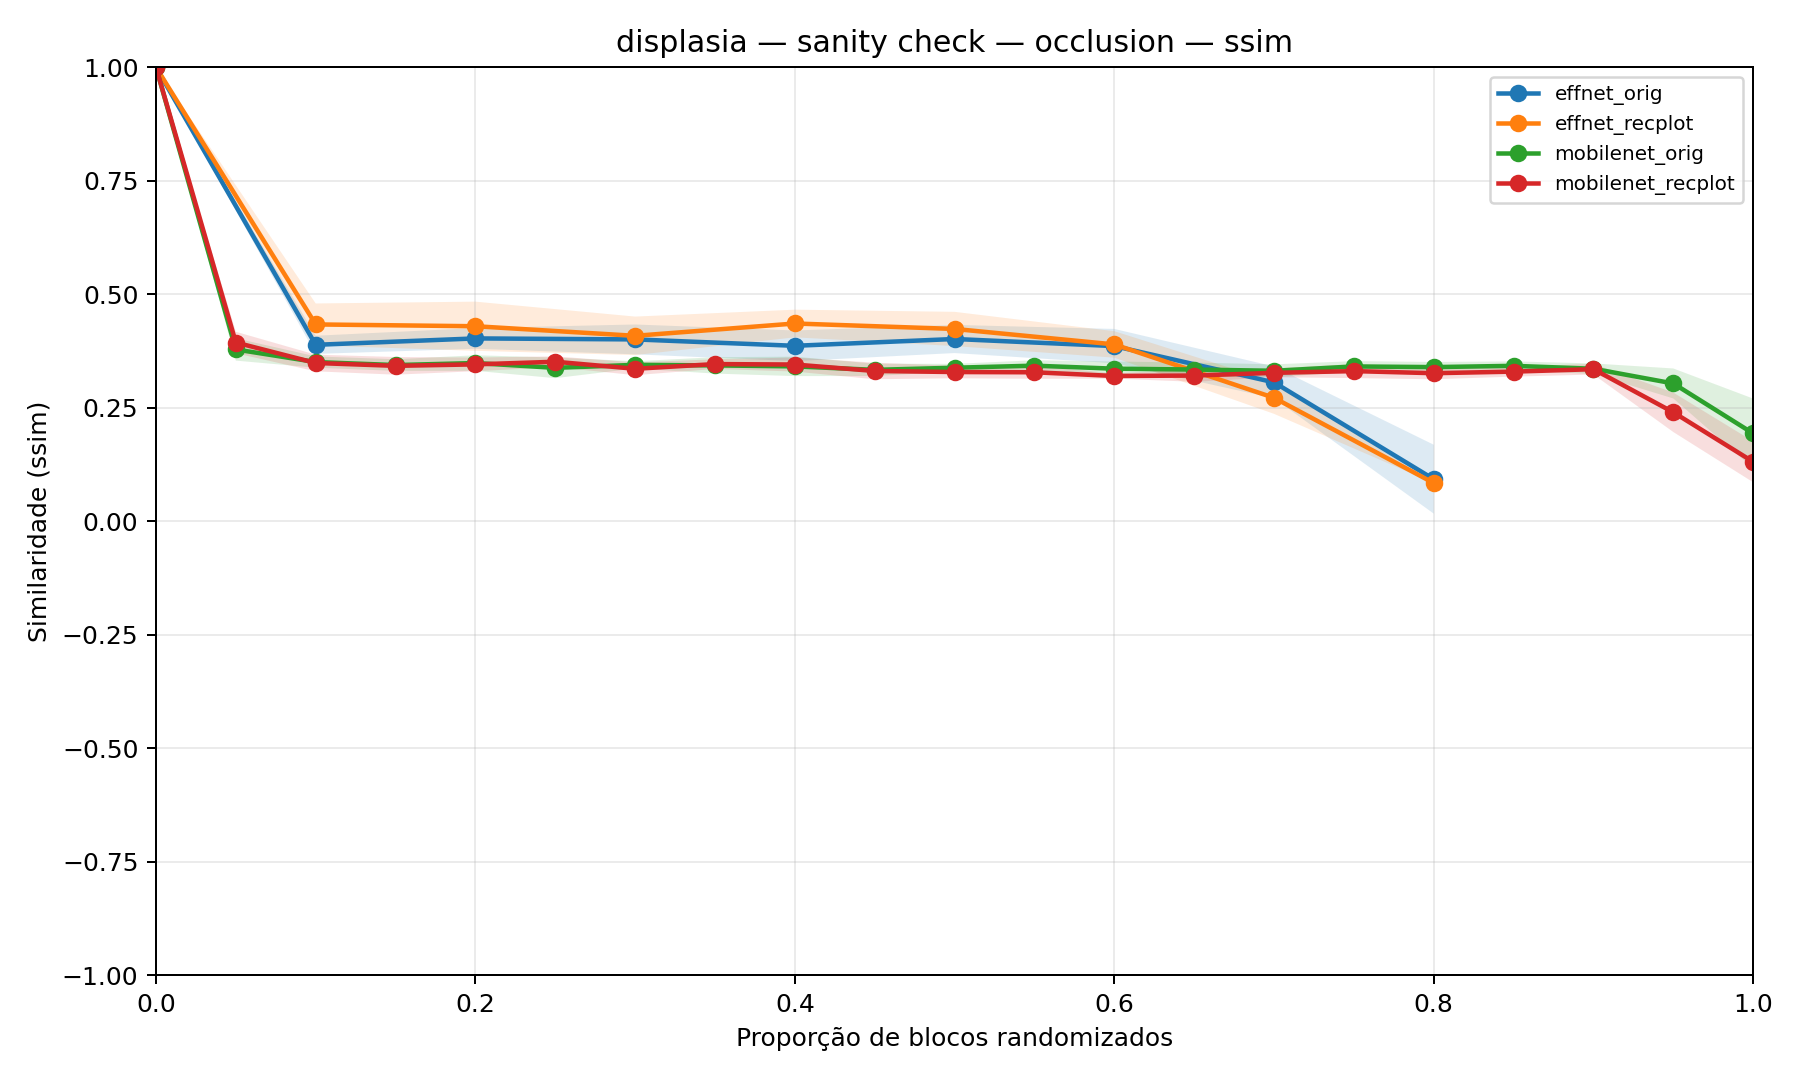 displasia — sanity check — occlusion — ssim
effnet_orig
effnet_recplot
mobilenet_orig
mobilenet_recplot
Similaridade (ssim)
1.00
0.75
0.50
0.25
0.00
−0.25
−0.50
−0.75
−1.00
0.0 0.2 0.4 0.6 0.8 1.0
Proporção de blocos randomizados